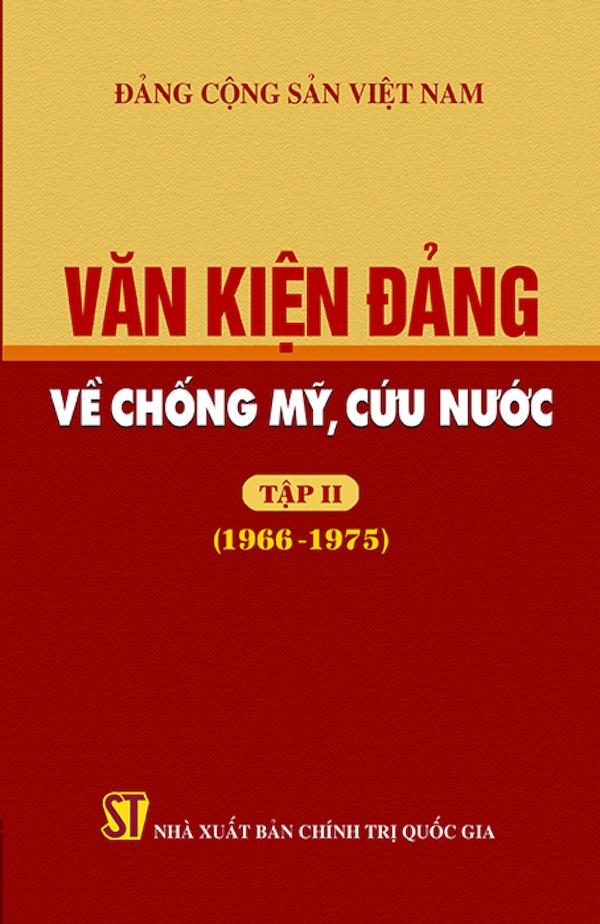 ĐẢNG CỘNG SẢN VIỆT NAM
VĂN KIỆN ĐẢNG
VỀ CHỐNG MỸ, CỨU NƯỚC
TẬP II
(1966 - 1975)
ST NHÀ XUẤT BẢN CHÍNH TRỊ QUỐC GIA